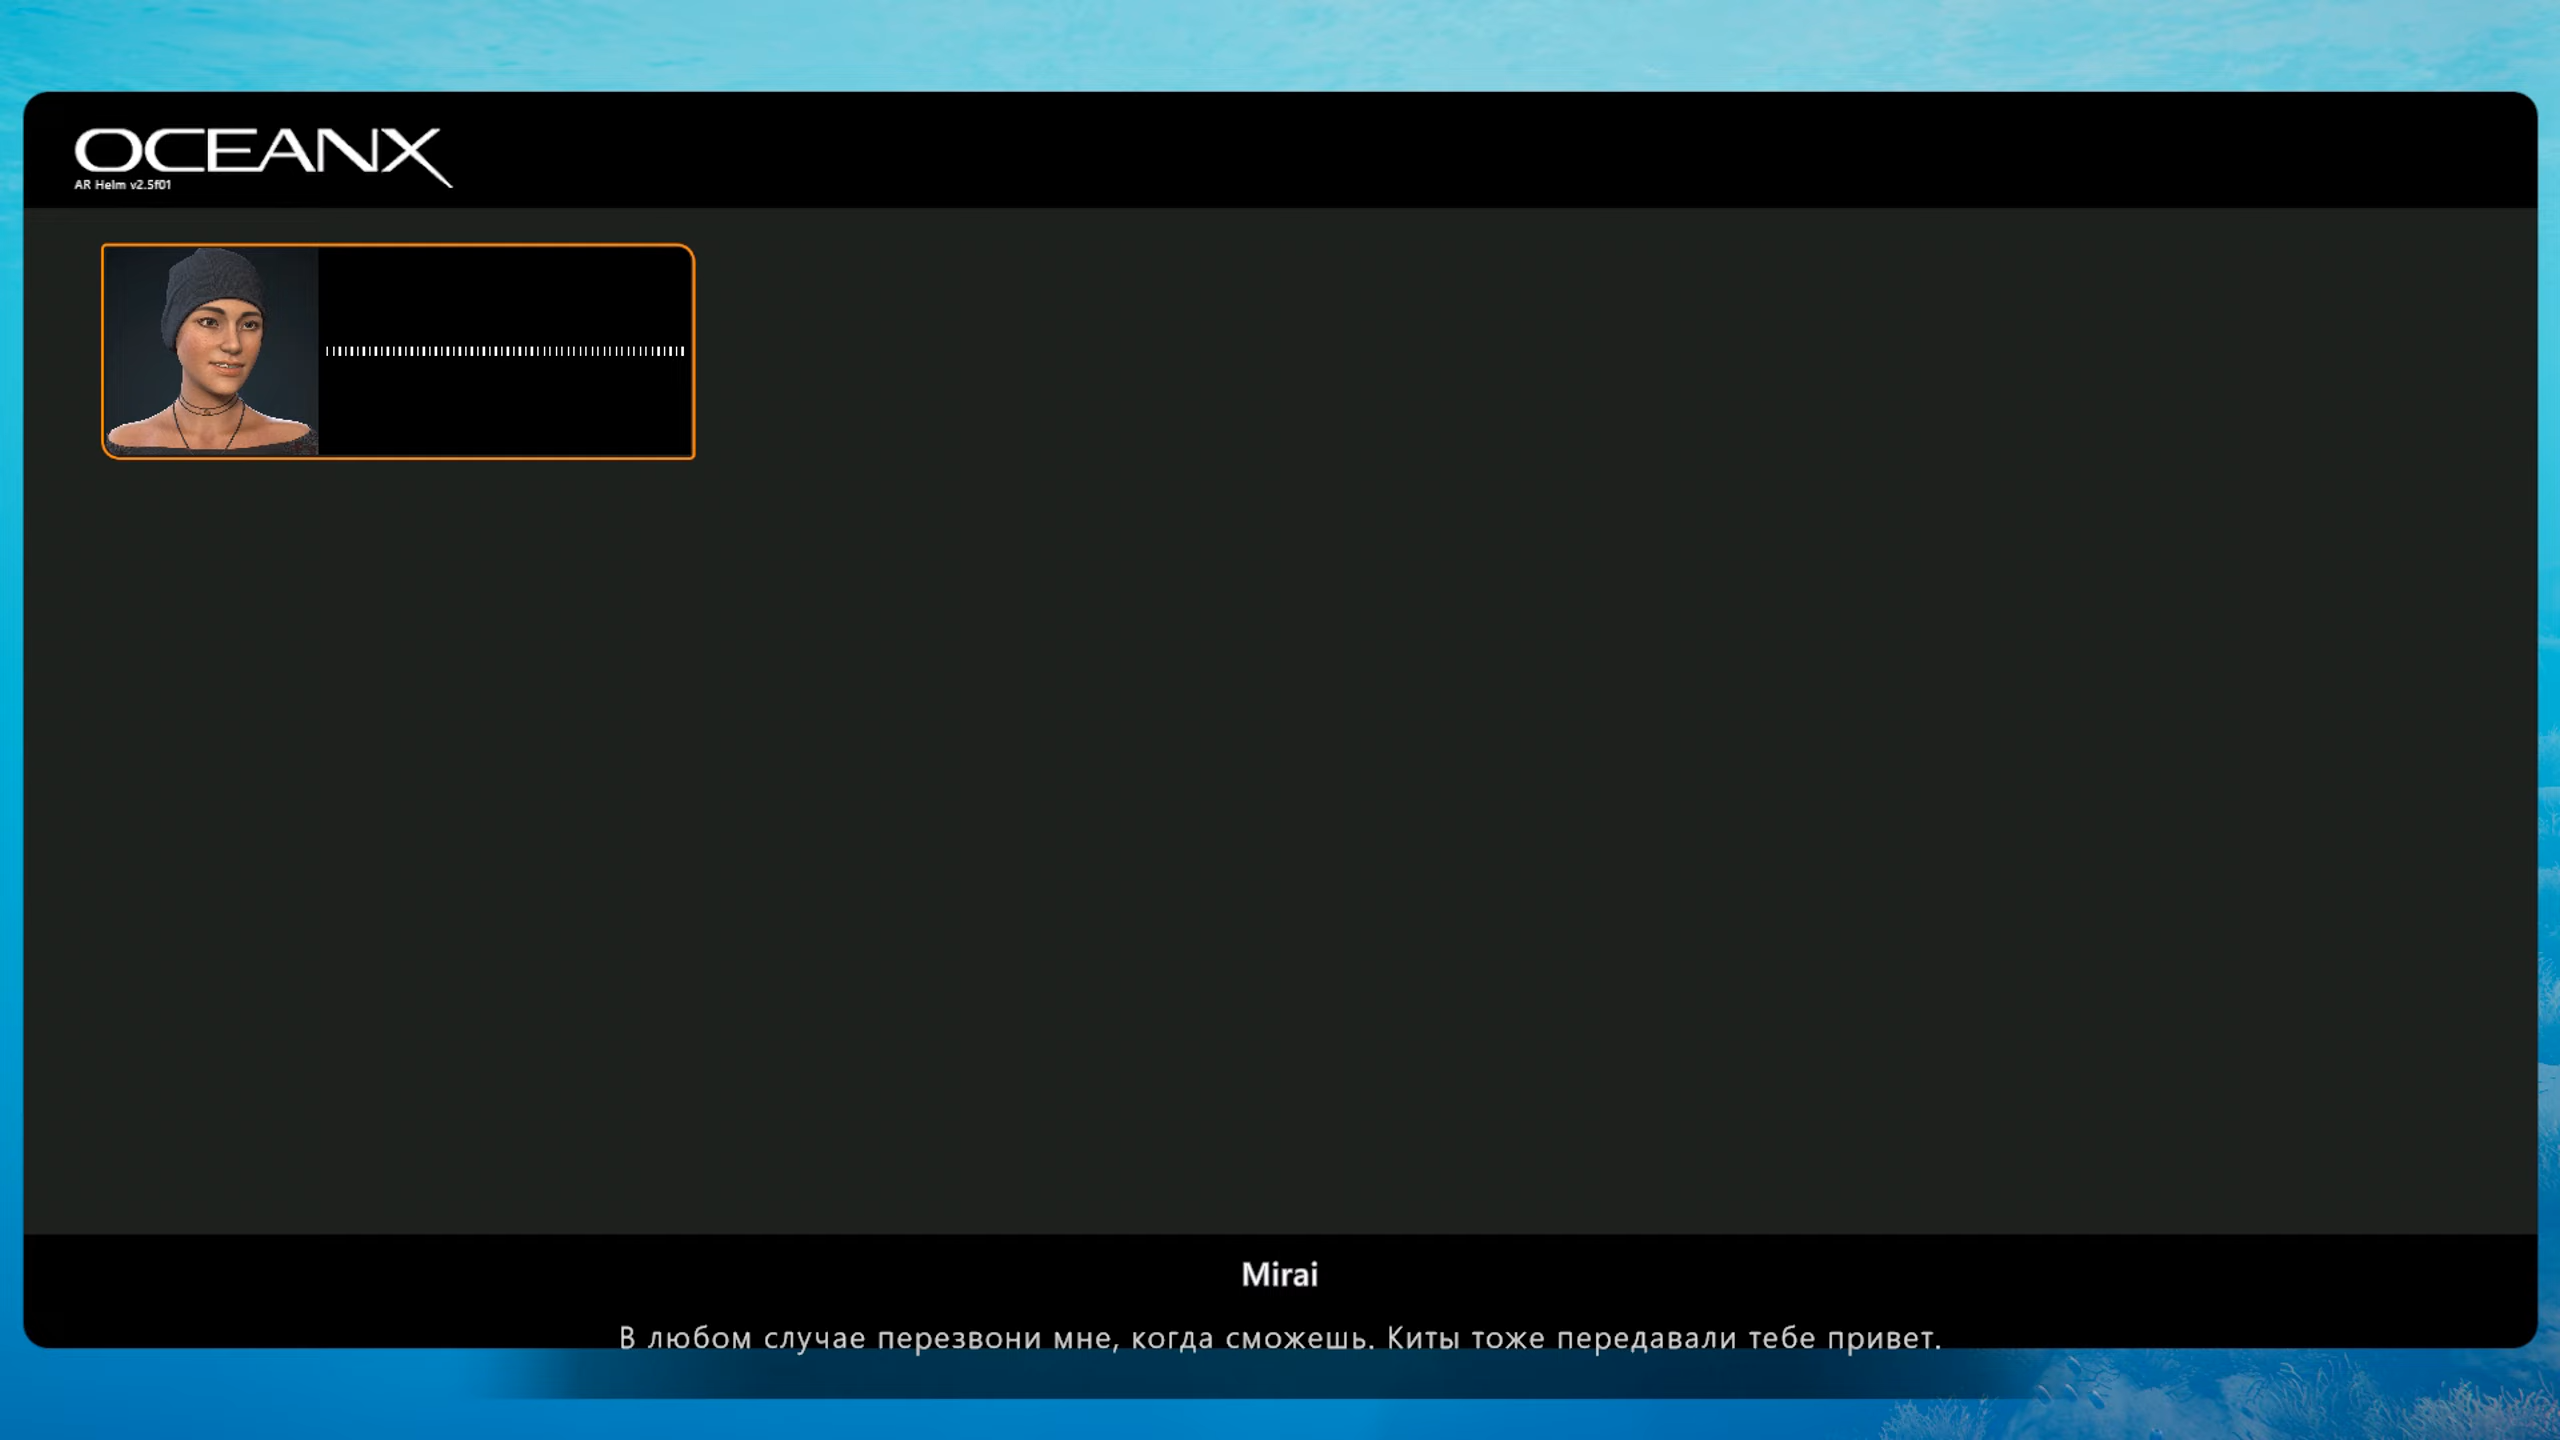 OCEANX
AR Helm v2.5f01
Mirai
В любом случае перезвони мне, когда сможешь. Киты тоже передавали тебе привет.